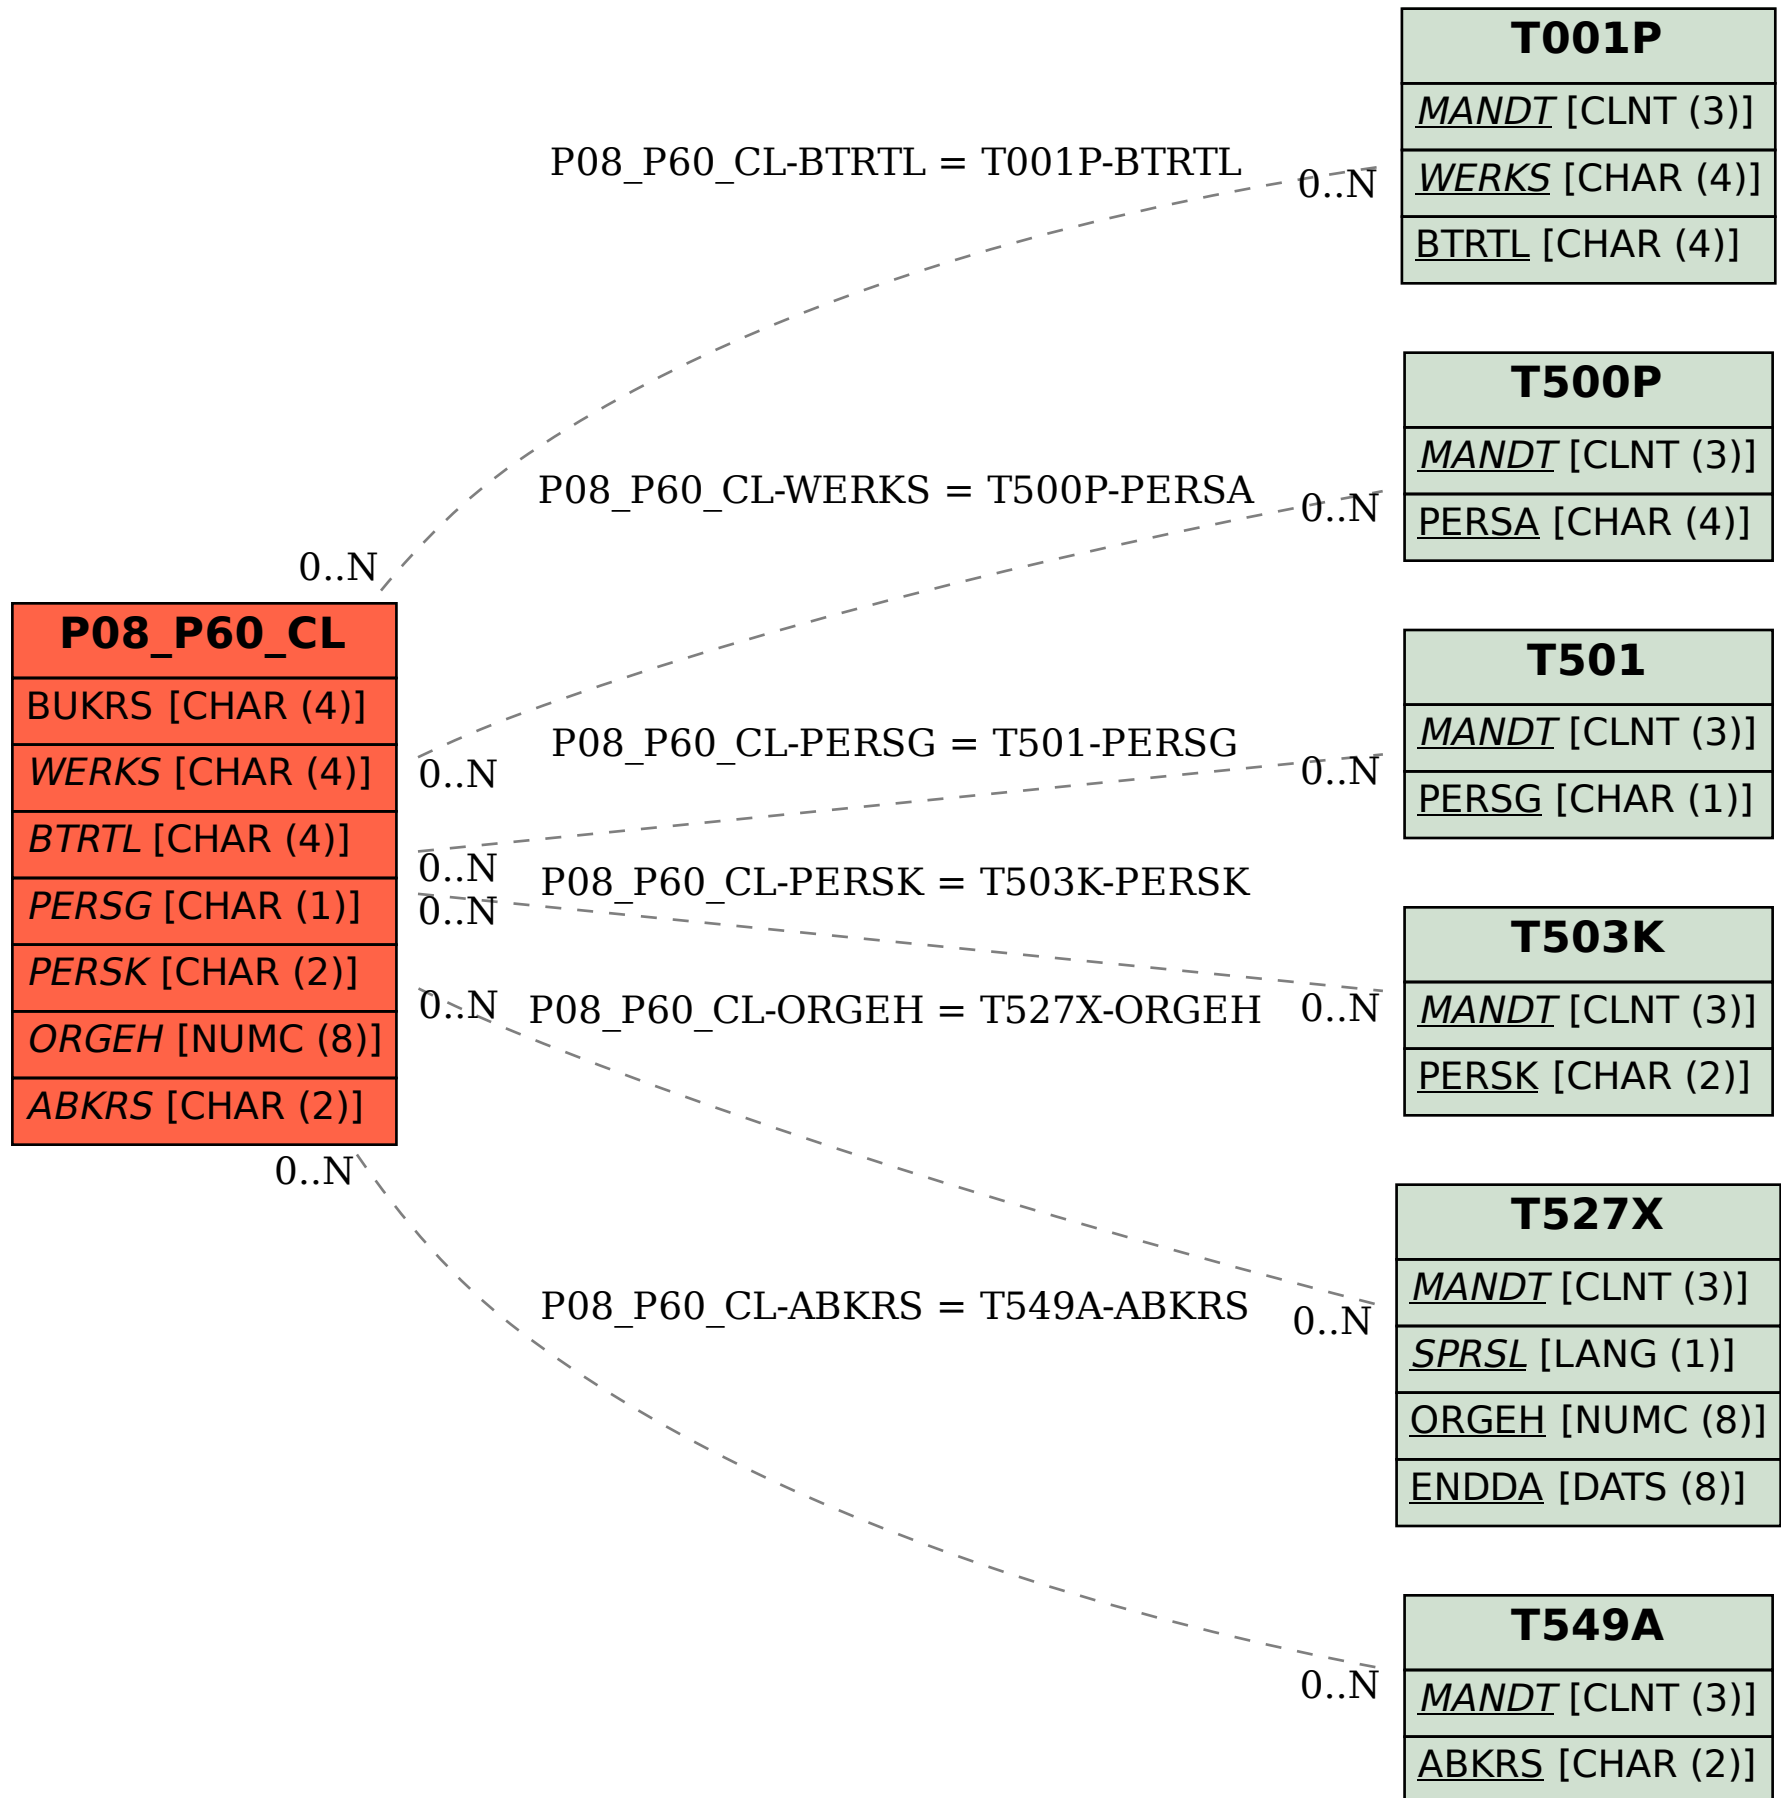 T001P
MANDT [CLNT (3)]
WERKS [CHAR (4)]
BTRTL [CHAR (4)]
P08_P60_CL-BTRTL = T001P-BTRTL
0..N
0..N
T500P
MANDT [CLNT (3)]
PERSA [CHAR (4)]
P08_P60_CL-WERKS = T500P-PERSA
0..N
0..N
P08_P60_CL
BUKRS [CHAR (4)]
WERKS [CHAR (4)]
BTRTL [CHAR (4)]
PERSG [CHAR (1)]
PERSK [CHAR (2)]
ORGEH [NUMC (8)]
ABKRS [CHAR (2)]
T501
MANDT [CLNT (3)]
PERSG [CHAR (1)]
P08_P60_CL-PERSG = T501-PERSG
0..N
0..N
P08_P60_CL-PERSK = T503K-PERSK
0..N
0..N
T503K
MANDT [CLNT (3)]
PERSK [CHAR (2)]
P08_P60_CL-ORGEH = T527X-ORGEH
0..N
0..N
T527X
MANDT [CLNT (3)]
SPRSL [LANG (1)]
ORGEH [NUMC (8)]
ENDDA [DATS (8)]
P08_P60_CL-ABKRS = T549A-ABKRS
0..N
0..N
T549A
MANDT [CLNT (3)]
ABKRS [CHAR (2)]